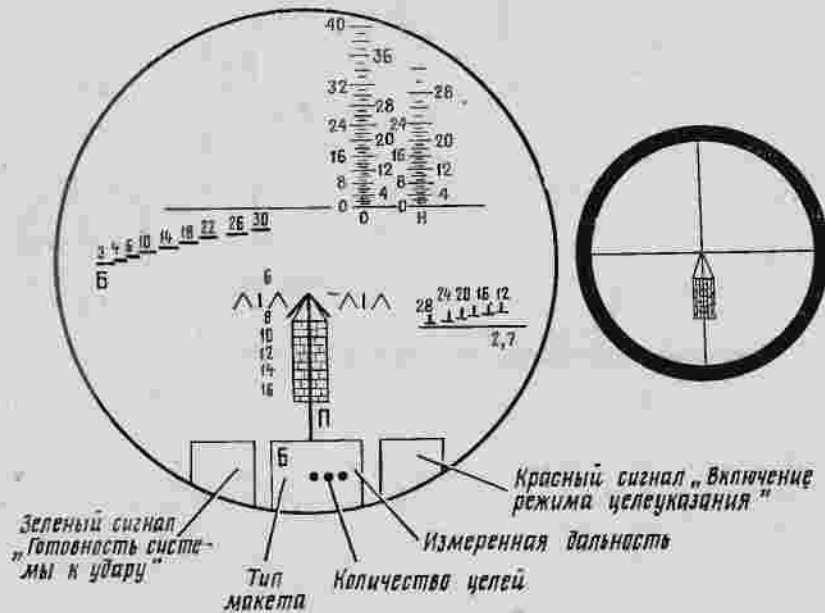 40
36
32
28
28
24
24
20
20
16
16
12
12
8
8
4
4
0
0
О
Н
3 4 6 10 14 18 22 26 30
Б
6
8
10
12
14
16
П
28 24 20 16 12
2,7
Б
Зеленый сигнал
„Готовность систе-
мы к удару"
Тип
макета
Количество целей
Измеренная дальность
Красный сигнал „Включение
режима целеуказания"